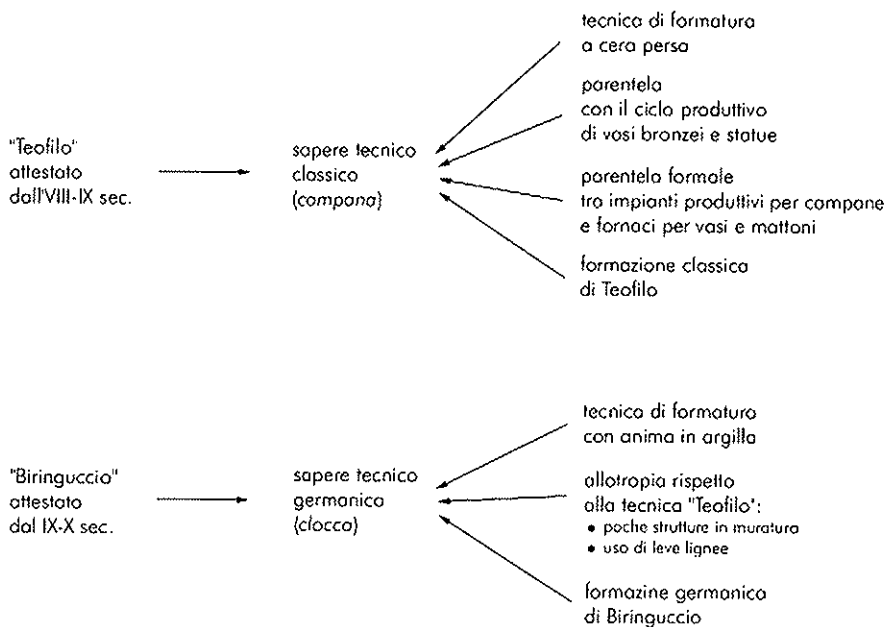 "Teofilo"
attestato
dall'VIII-IX sec.
sapere tecnico
classico
(campana)
tecnica di formatura
a cera persa
parentela
con il ciclo produttivo
di vasi bronzei e statue
parentela formale
tra impianti produttivi per campane
e fornaci per vasi e mattoni
formazione classica
di Teofilo
"Biringuccio"
attestato
dal IX-X sec.
sapere tecnico
germanico
(clocca)
tecnica di formatura
con anima in argilla
allotropia rispetto
alla tecnica "Teofilo":
• poche strutture in muratura
• uso di leve lignee
formazine germanica
di Biringuccio